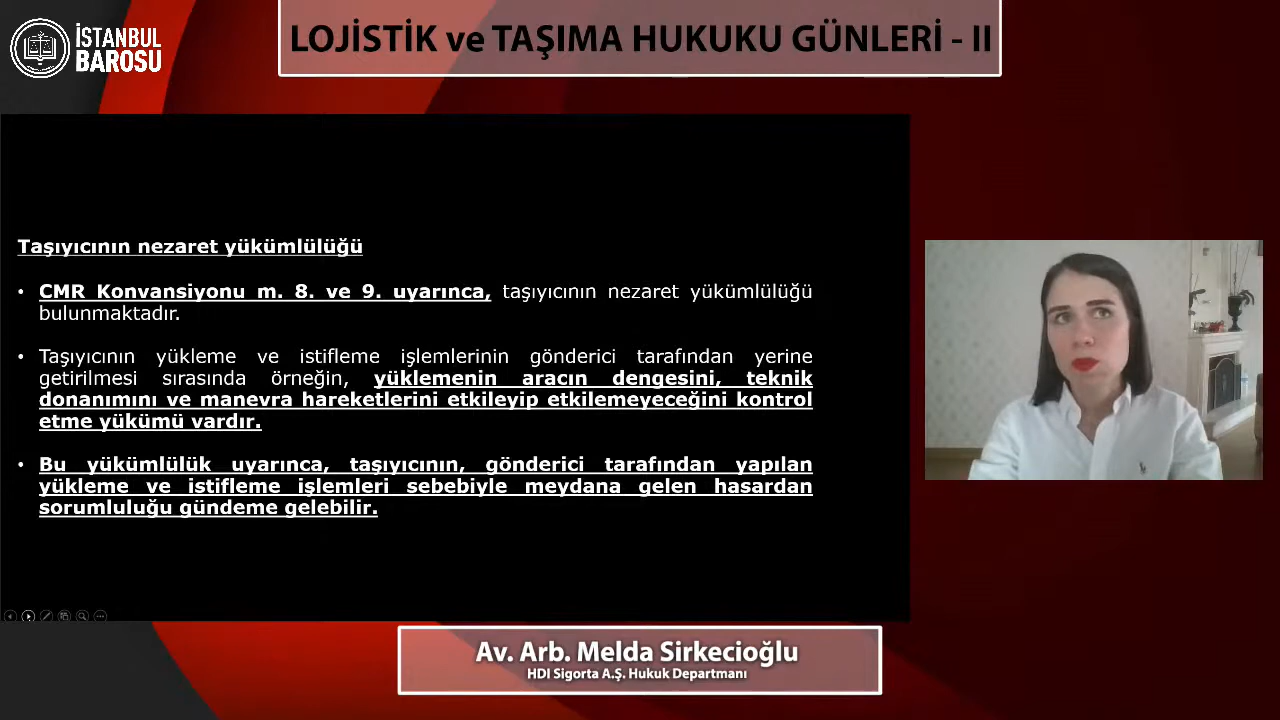 İSTANBUL
BAROSU
LOJİSTİK ve TAŞIMA HUKUKU GÜNLERİ - II
Taşıyıcının nezaret yükümlülüğü
• CMR Konvansiyonu m. 8. ve 9. uyarınca, taşıyıcının nezaret yükümlülüğü
bulunmaktadır.
• Taşıyıcının yükleme ve istifleme işlemlerinin gönderici tarafından yerine
getirilmesi sırasında örneğin, yüklemenin aracın dengesini, teknik
donanımını ve manevra hareketlerini etkileyip etkilemeyeceğini kontrol
etme yükümü vardır.
• Bu yükümlülük uyarınca, taşıyıcının, gönderici tarafından yapılan
yükleme ve istifleme işlemleri sebebiyle meydana gelen hasardan
sorumluluğu gündeme gelebilir.
Av. Arb. Melda Sirkecioğlu
HDI Sigorta A.Ş. Hukuk Departmanı